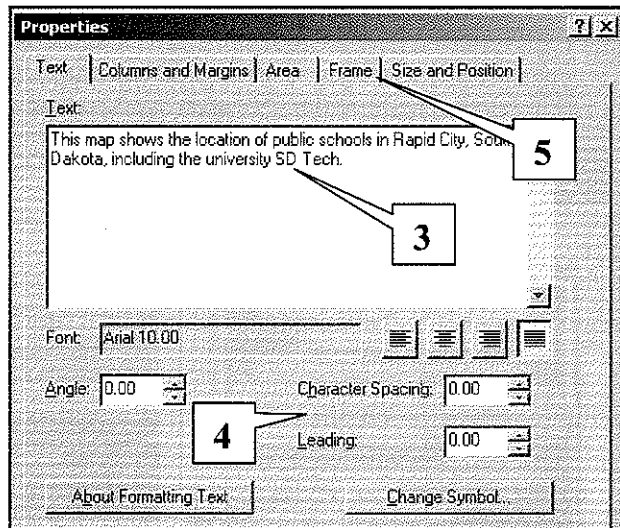 Properties
Text Columns and Margins Area Frame Size and Position
Text:
This map shows the location of public schools in Rapid City,
Dakota, including the university SD Tech.
5
3
Font: Arial 10.00
Angle: 0.00 Character Spacing: 0.00
4
Leading: 0.00
About Formatting Text Change Symbol...